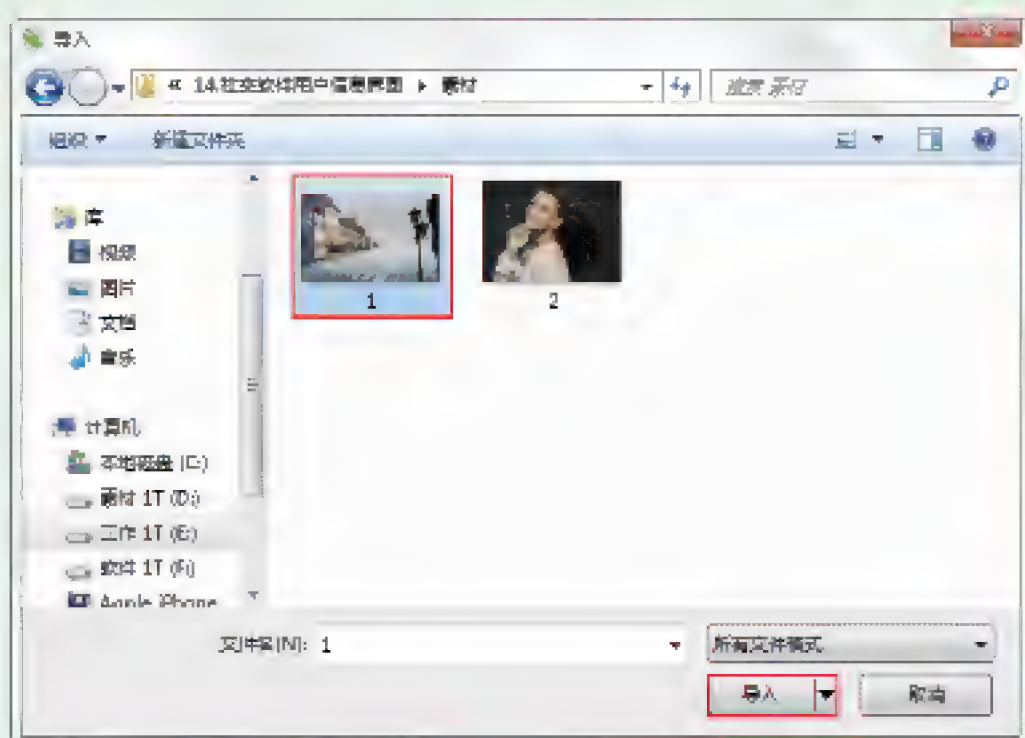 导入
« 14.社交软件用户信息界面 ▸ 素材
搜索 素材
组织
新建文件夹
库
视频
图片
文档
音乐
计算机
本地磁盘 (C:)
素材 1T (D:)
工作 1T (E:)
软件 1T (F:)
Apple iPhone
1
2
文件名(N): 1
所有文件格式
导入
取消